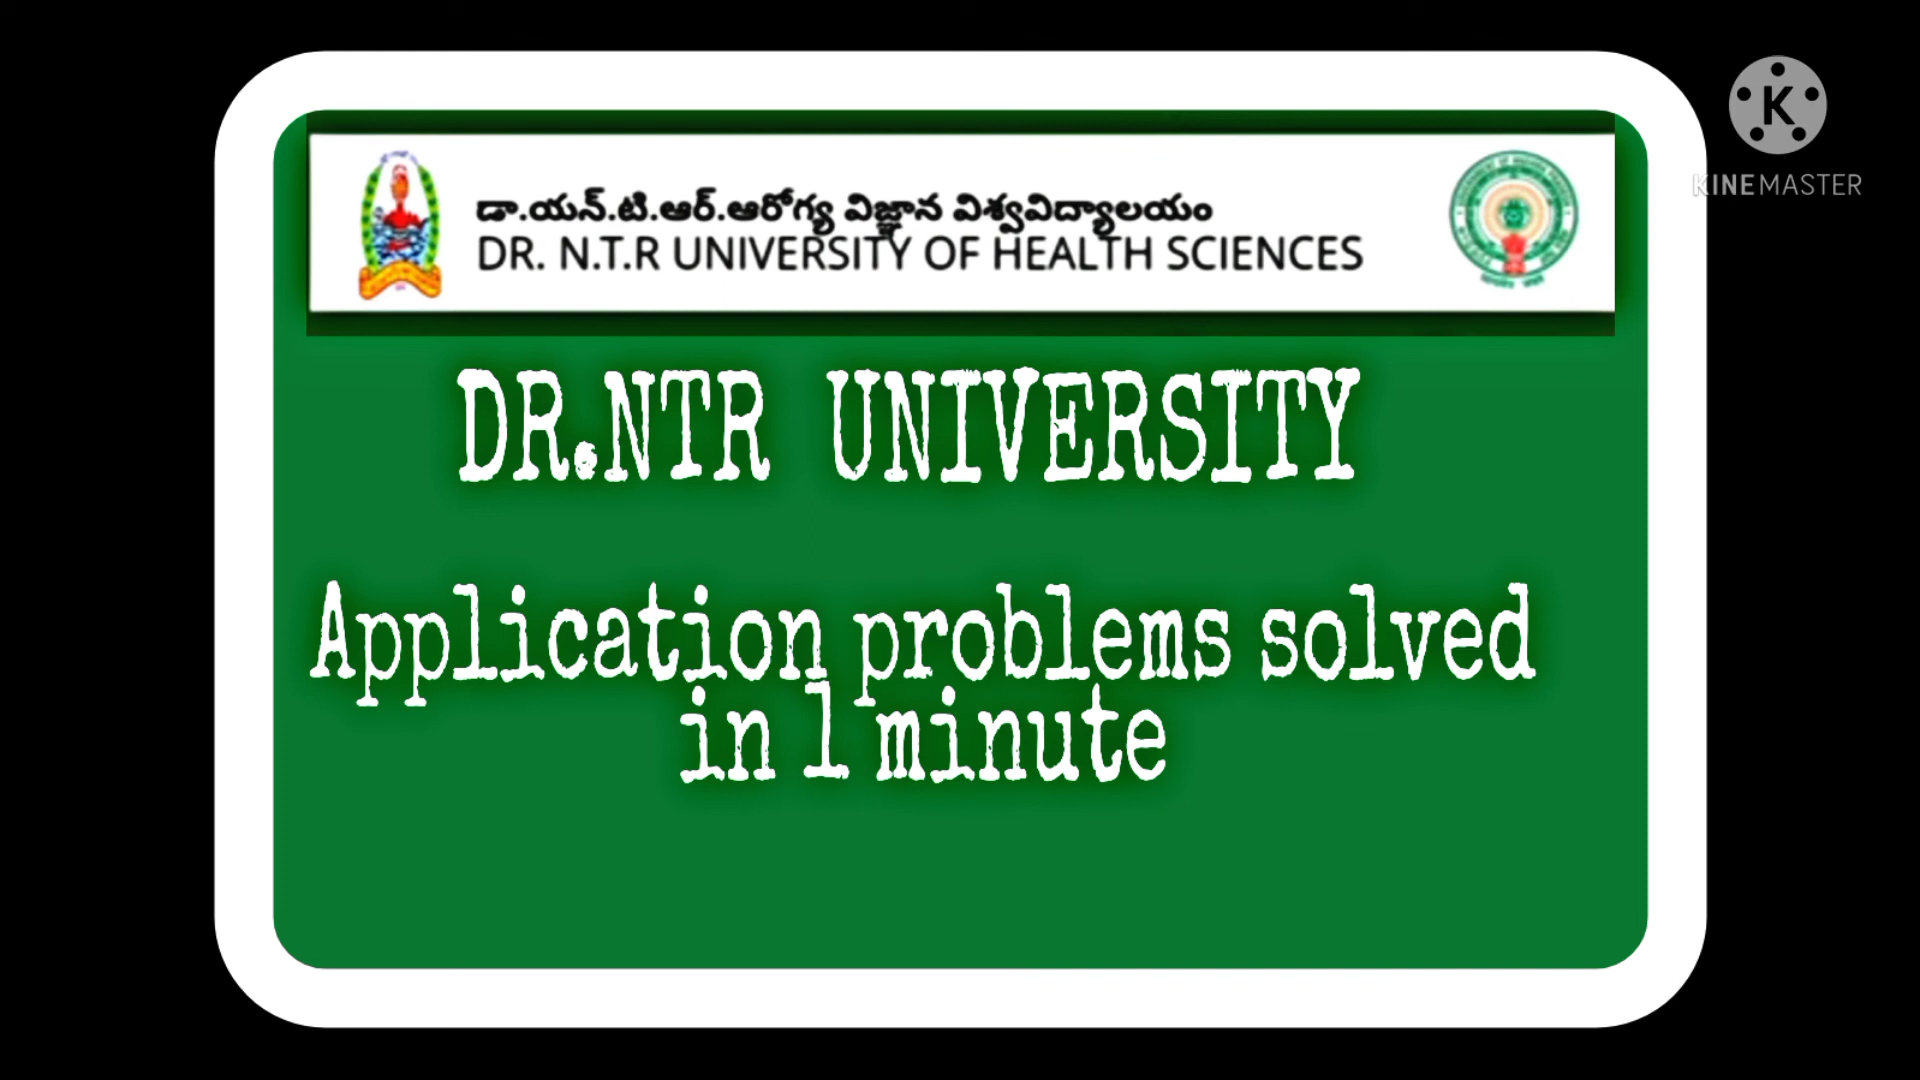 డా.యన్.టి.ఆర్.ఆరోగ్య విజ్ఞాన విశ్వవిద్యాలయం
DR. N.T.R UNIVERSITY OF HEALTH SCIENCES
K
KINEMASTER
DR.NTR UNIVERSITY
Application problems solved
in 1 minute